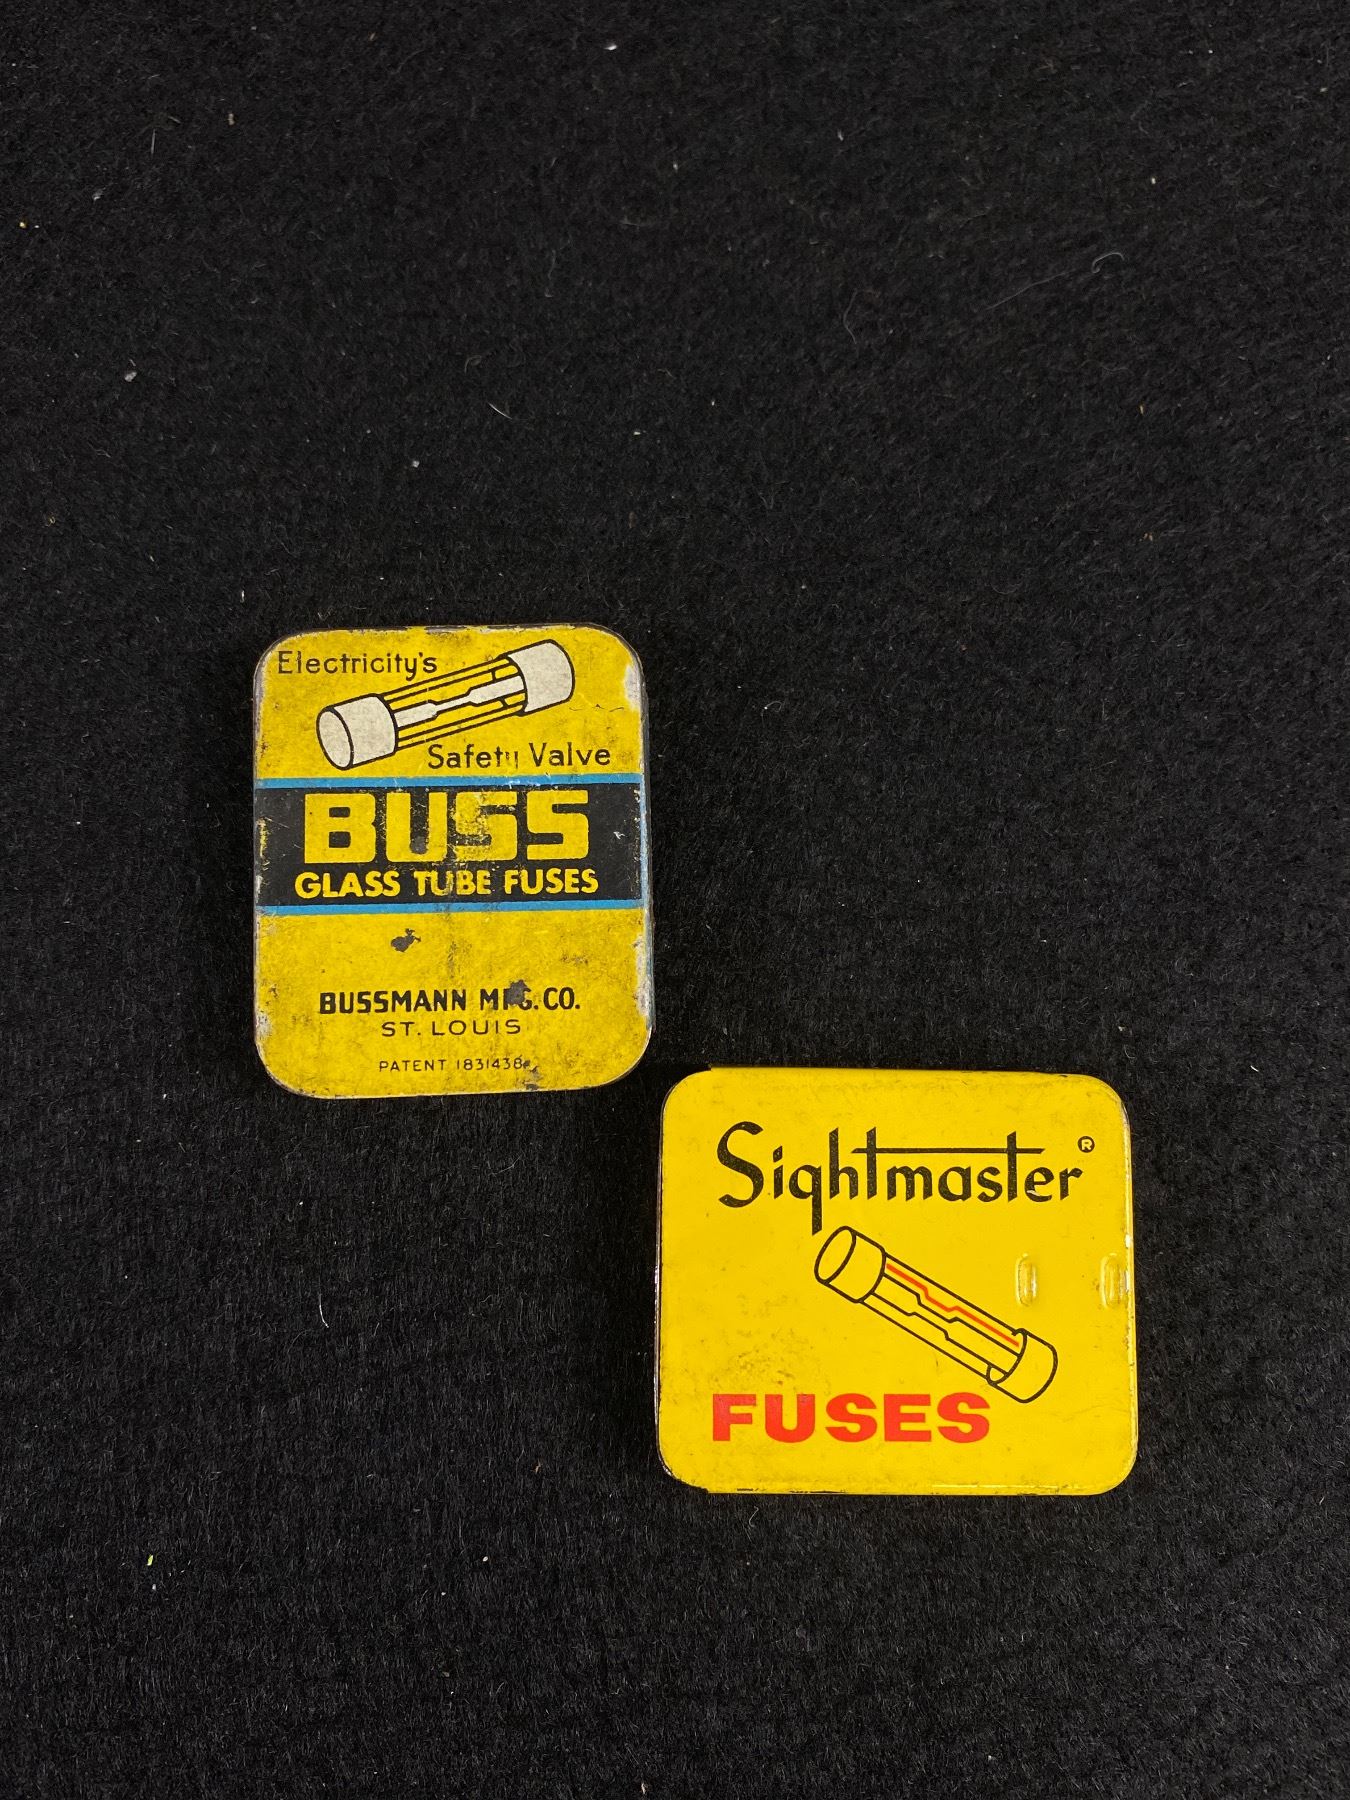 Electricity's
Safety Valve
BUSS
GLASS TUBE FUSES
BUSSMANN MFG. CO.
ST. LOUIS
PATENT 1831438
Sightmaster®
FUSES